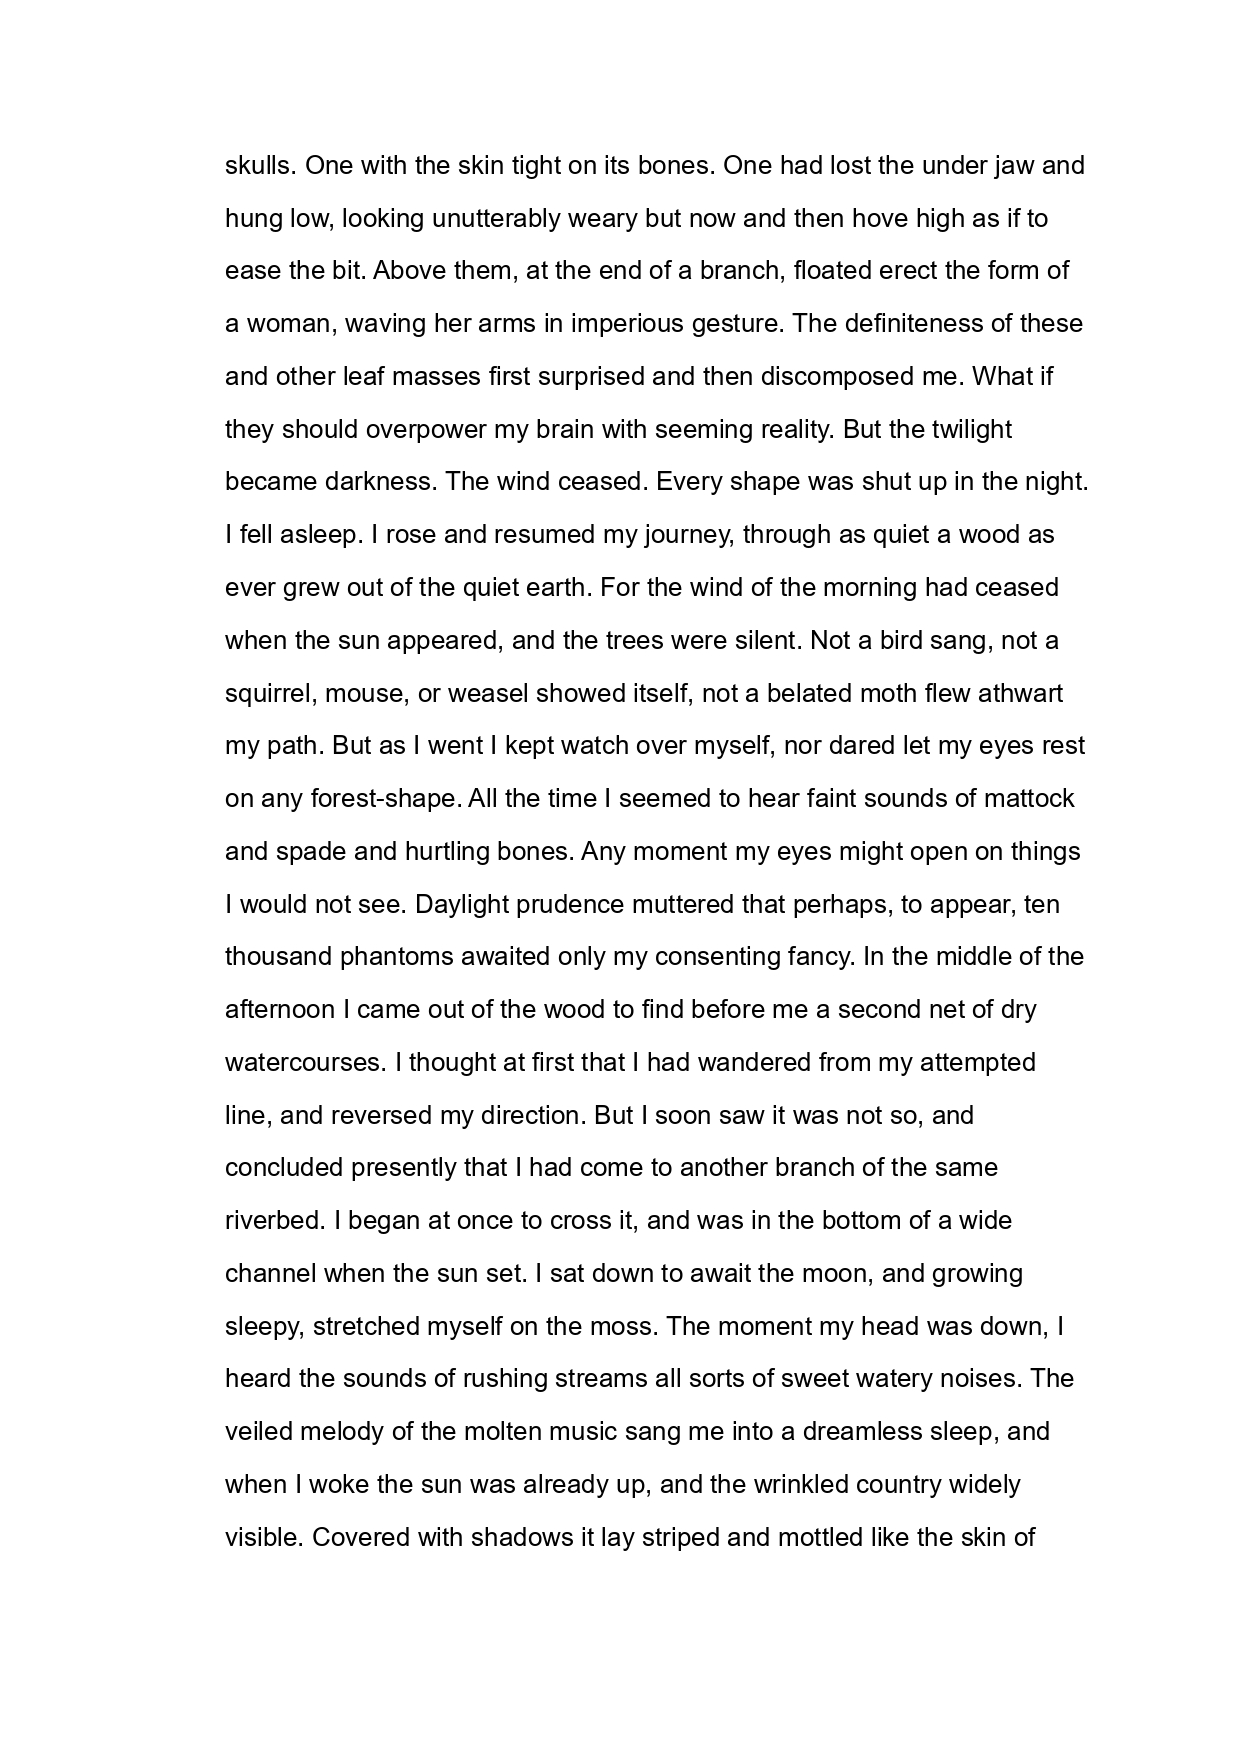 skulls. One with the skin tight on its bones. One had lost the under jaw and
hung low, looking unutterably weary but now and then hove high as if to
ease the bit. Above them, at the end of a branch, floated erect the form of
a woman, waving her arms in imperious gesture. The definiteness of these
and other leaf masses first surprised and then discomposed me. What if
they should overpower my brain with seeming reality. But the twilight
became darkness. The wind ceased. Every shape was shut up in the night.
I fell asleep. I rose and resumed my journey, through as quiet a wood as
ever grew out of the quiet earth. For the wind of the morning had ceased
when the sun appeared, and the trees were silent. Not a bird sang, not a
squirrel, mouse, or weasel showed itself, not a belated moth flew athwart
my path. But as I went I kept watch over myself, nor dared let my eyes rest
on any forest-shape. All the time I seemed to hear faint sounds of mattock
and spade and hurtling bones. Any moment my eyes might open on things
I would not see. Daylight prudence muttered that perhaps, to appear, ten
thousand phantoms awaited only my consenting fancy. In the middle of the
afternoon I came out of the wood to find before me a second net of dry
watercourses. I thought at first that I had wandered from my attempted
line, and reversed my direction. But I soon saw it was not so, and
concluded presently that I had come to another branch of the same
riverbed. I began at once to cross it, and was in the bottom of a wide
channel when the sun set. I sat down to await the moon, and growing
sleepy, stretched myself on the moss. The moment my head was down, I
heard the sounds of rushing streams all sorts of sweet watery noises. The
veiled melody of the molten music sang me into a dreamless sleep, and
when I woke the sun was already up, and the wrinkled country widely
visible. Covered with shadows it lay striped and mottled like the skin of